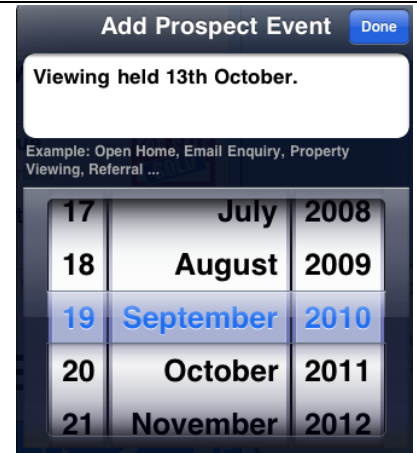 Add Prospect Event Done
Viewing held 13th October.
Example: Open Home, Email Enquiry, Property
Viewing, Referral ...
17 July 2008
18 August 2009
19 September 2010
20 October 2011
21 November 2012